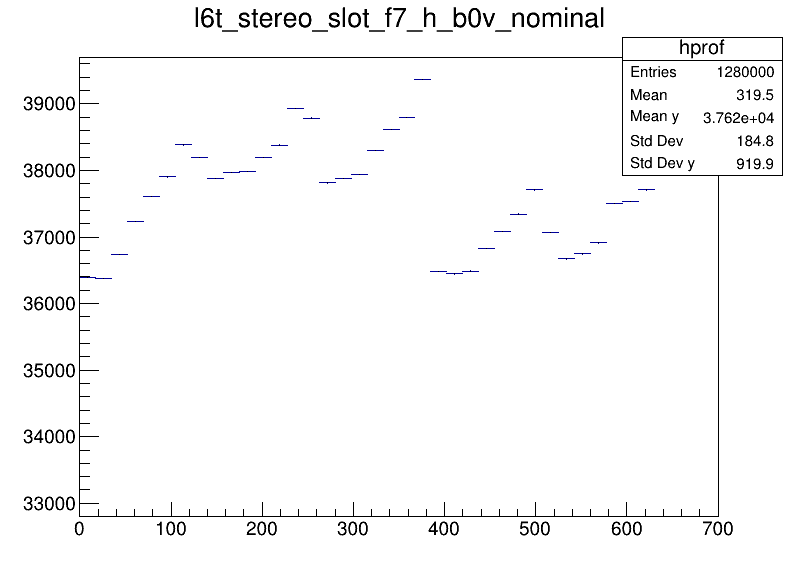 l6t_stereo_slot_f7_h_b0v_nominal
hprof
Entries 1280000
Mean 319.5
Mean y 3.762e+04
Std Dev 184.8
Std Dev y 919.9
39000
38000
37000
36000
35000
34000
33000
0 100 200 300 400 500 600 700